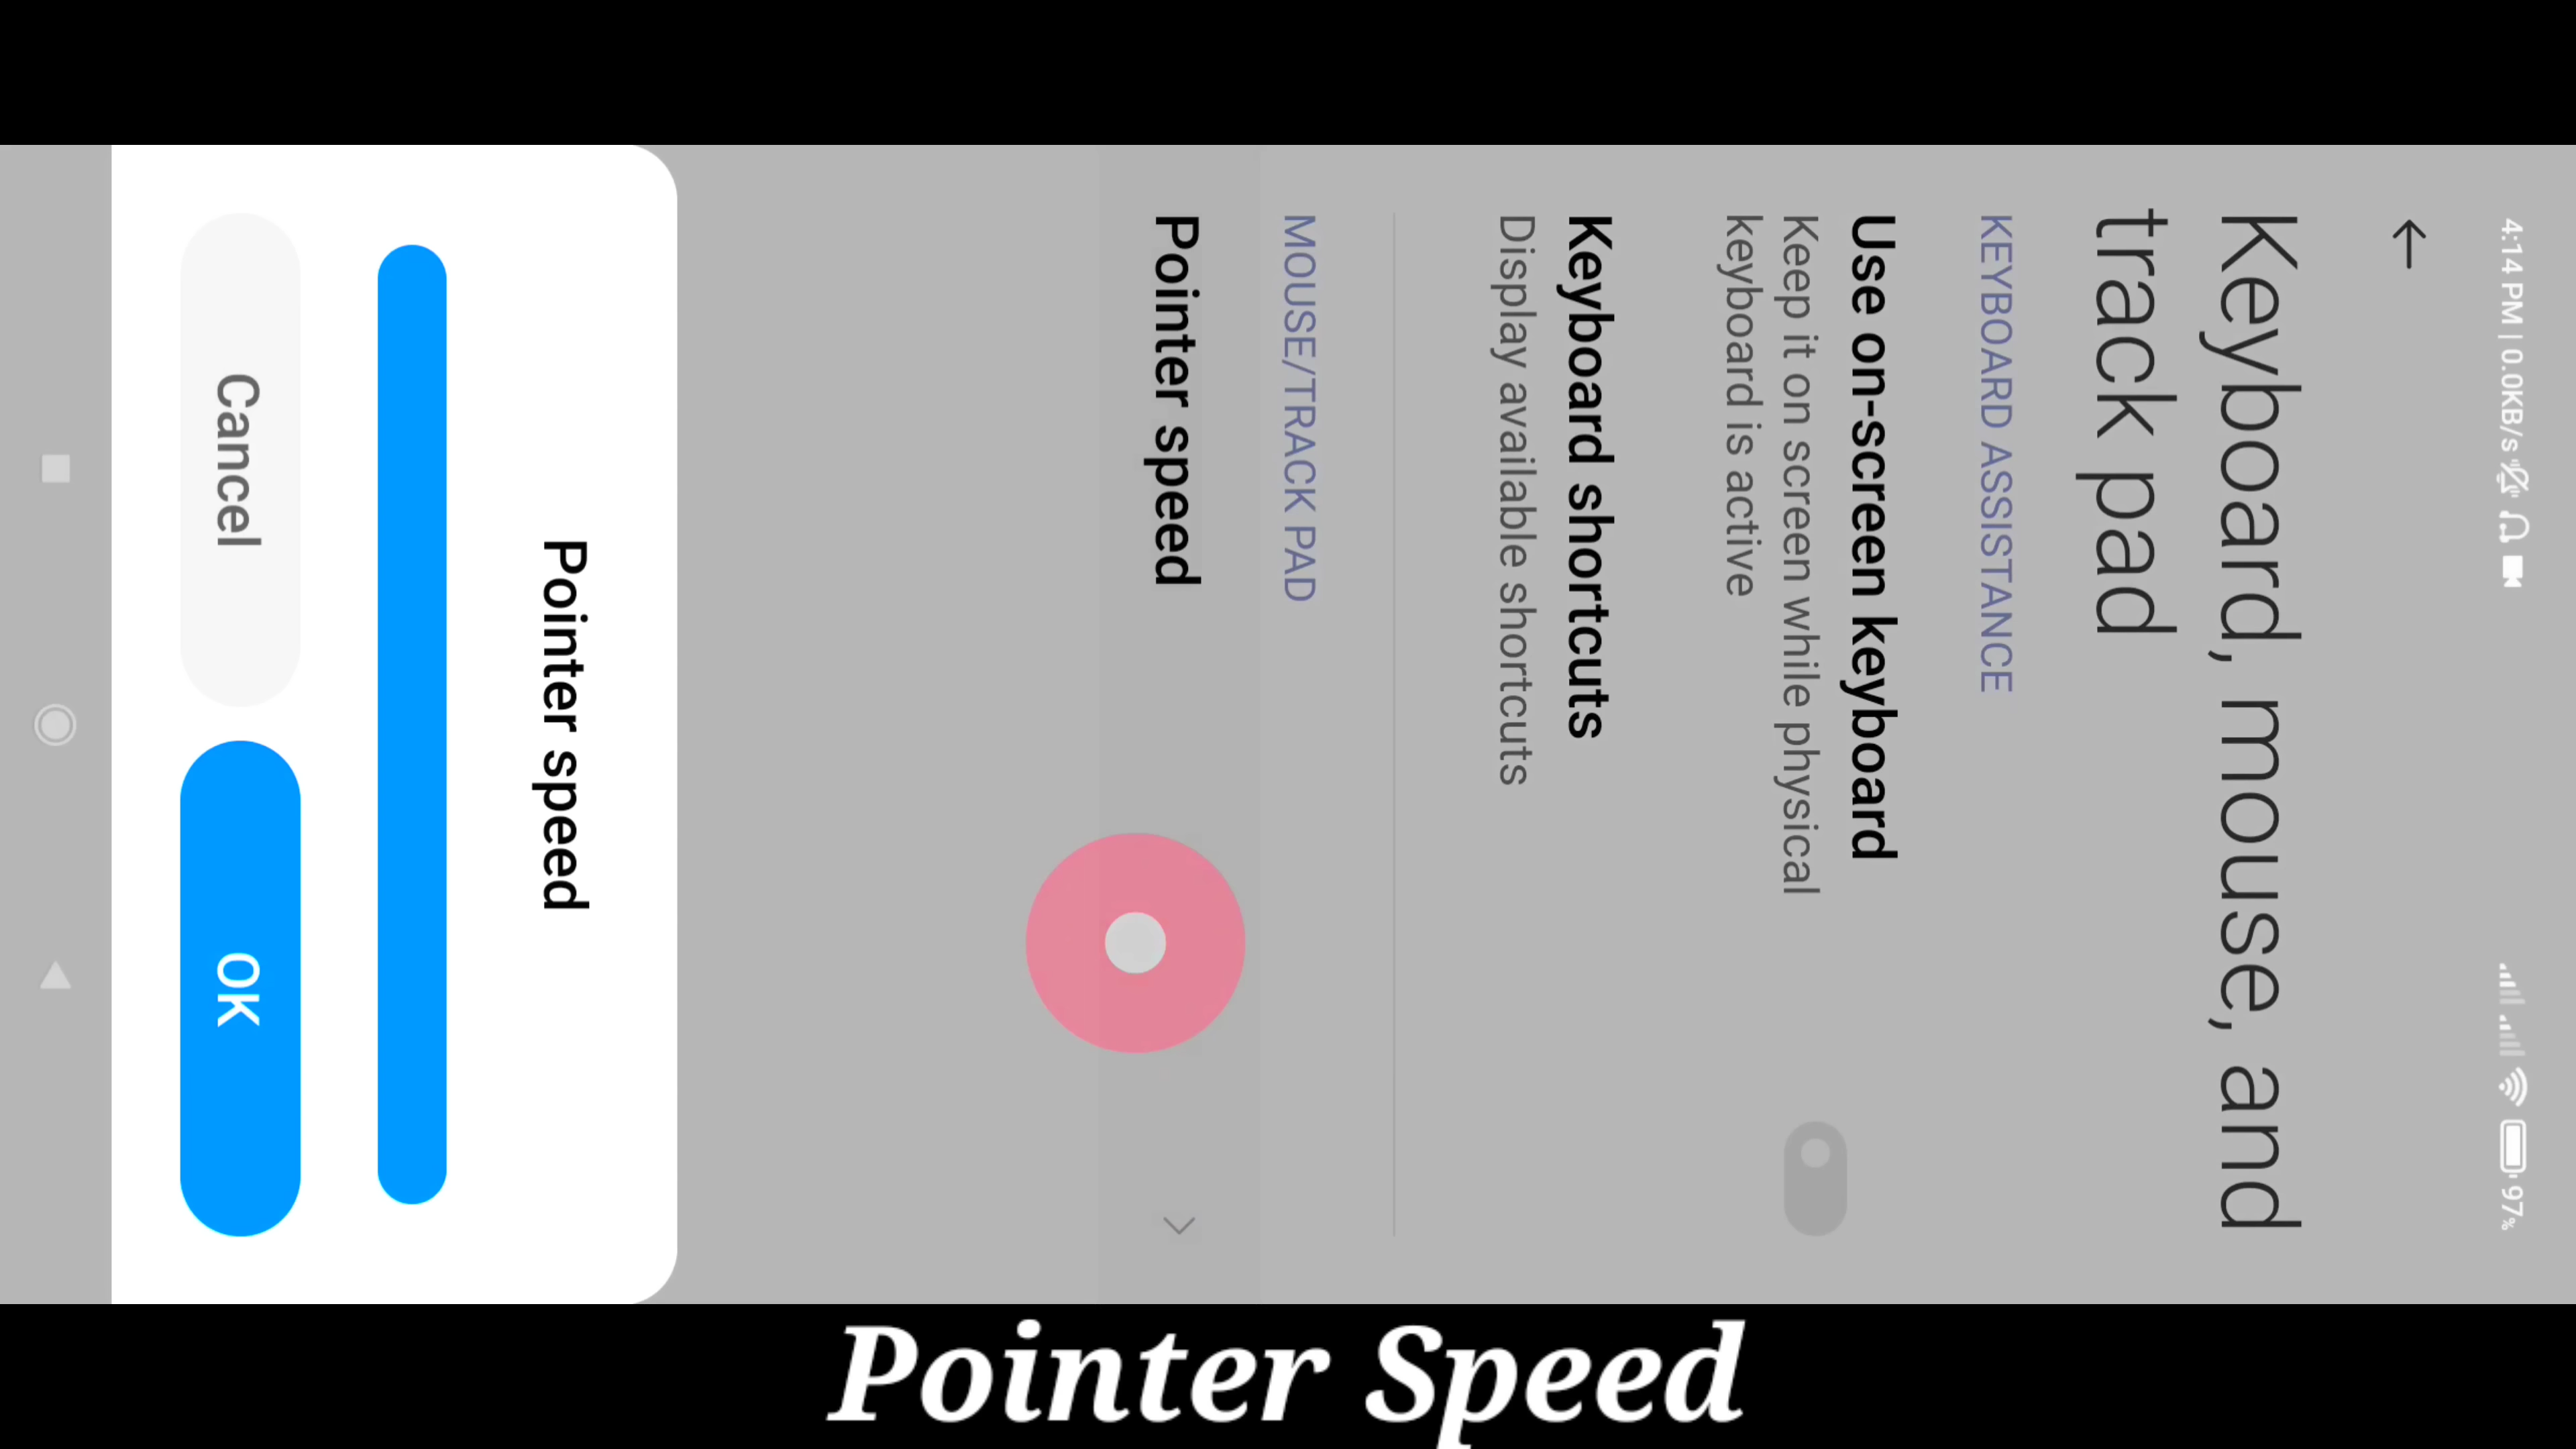 4:14 PM | 0.0KB/s
97%
Keyboard, mouse, and
track pad
KEYBOARD ASSISTANCE
Use on-screen keyboard
Keep it on screen while physical
keyboard is active
Keyboard shortcuts
Display available shortcuts
MOUSE/TRACK PAD
Pointer speed
Pointer speed
Cancel
OK
Pointer Speed